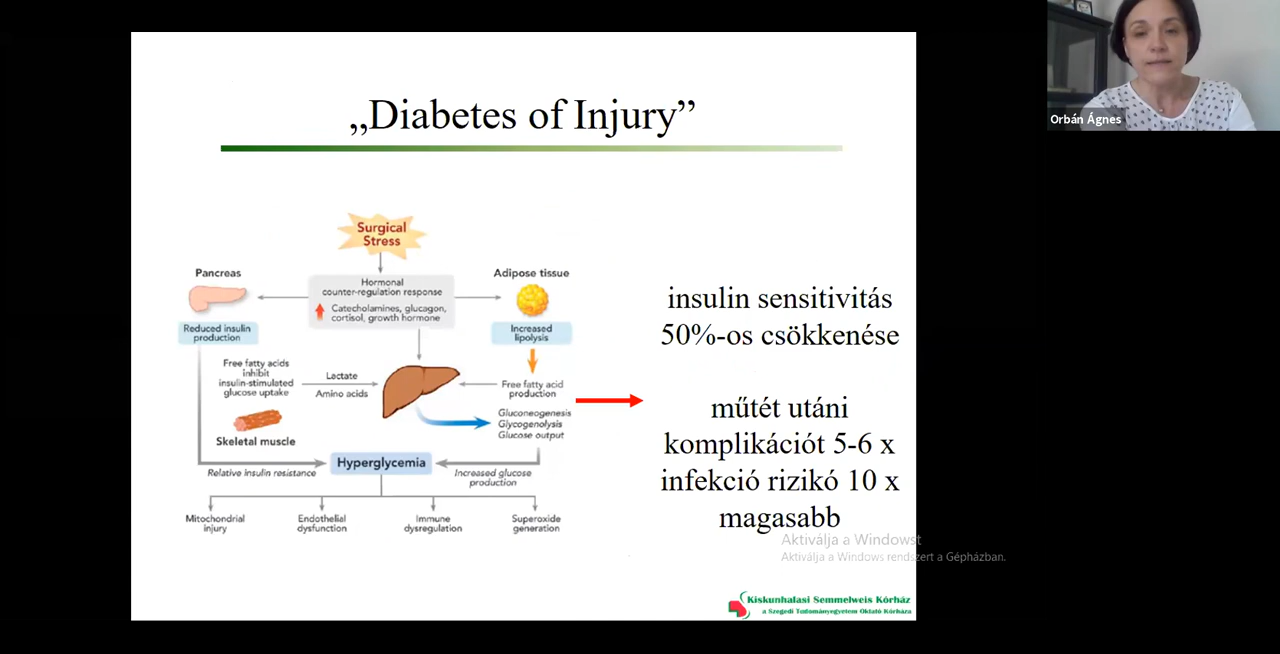 „Diabetes of Injury”
Surgical
Stress
Pancreas
Hormonal
counter-regulation response
Catecholamines, glucagon,
cortisol, growth hormone
Adipose tissue
Reduced insulin
production
Increased
lipolysis
Free fatty acids
inhibit
insulin-stimulated
glucose uptake
Lactate
Amino acids
Free fatty acid
production
Skeletal muscle
Gluconeogenesis
Glycogenolysis
Glucose output
Relative insulin resistance
Hyperglycemia
Increased glucose
production
Mitochondrial
injury
Endothelial
dysfunction
Immune
dysregulation
Superoxide
generation
insulin sensitivitás
50%-os csökkenése
műtét utáni
komplikációt 5-6 x
infekció rizikó 10 x
magasabb
Aktiválja a Windowst
Aktiválja a Windows rendszert a Gépházban.
Kiskunhalasi Semmelweis Kórház
a Szegedi Tudományegyetem Oktató Kórháza
Orbán Ágnes